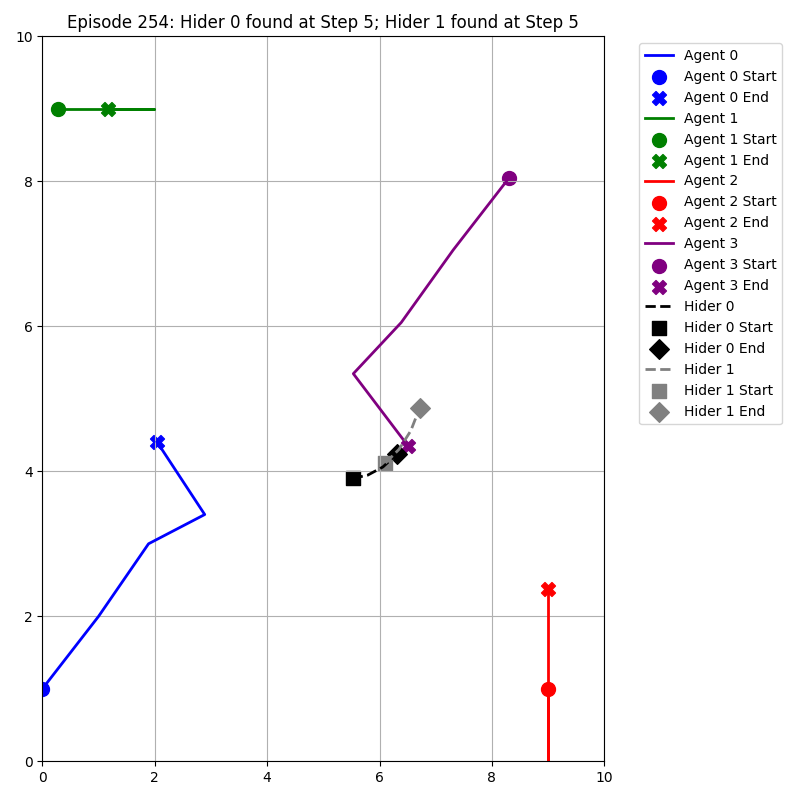 Episode 254: Hider 0 found at Step 5; Hider 1 found at Step 5
10
8
6
4
2
0
0 2 4 6 8 10
Agent 0
Agent 0 Start
Agent 0 End
Agent 1
Agent 1 Start
Agent 1 End
Agent 2
Agent 2 Start
Agent 2 End
Agent 3
Agent 3 Start
Agent 3 End
Hider 0
Hider 0 Start
Hider 0 End
Hider 1
Hider 1 Start
Hider 1 End